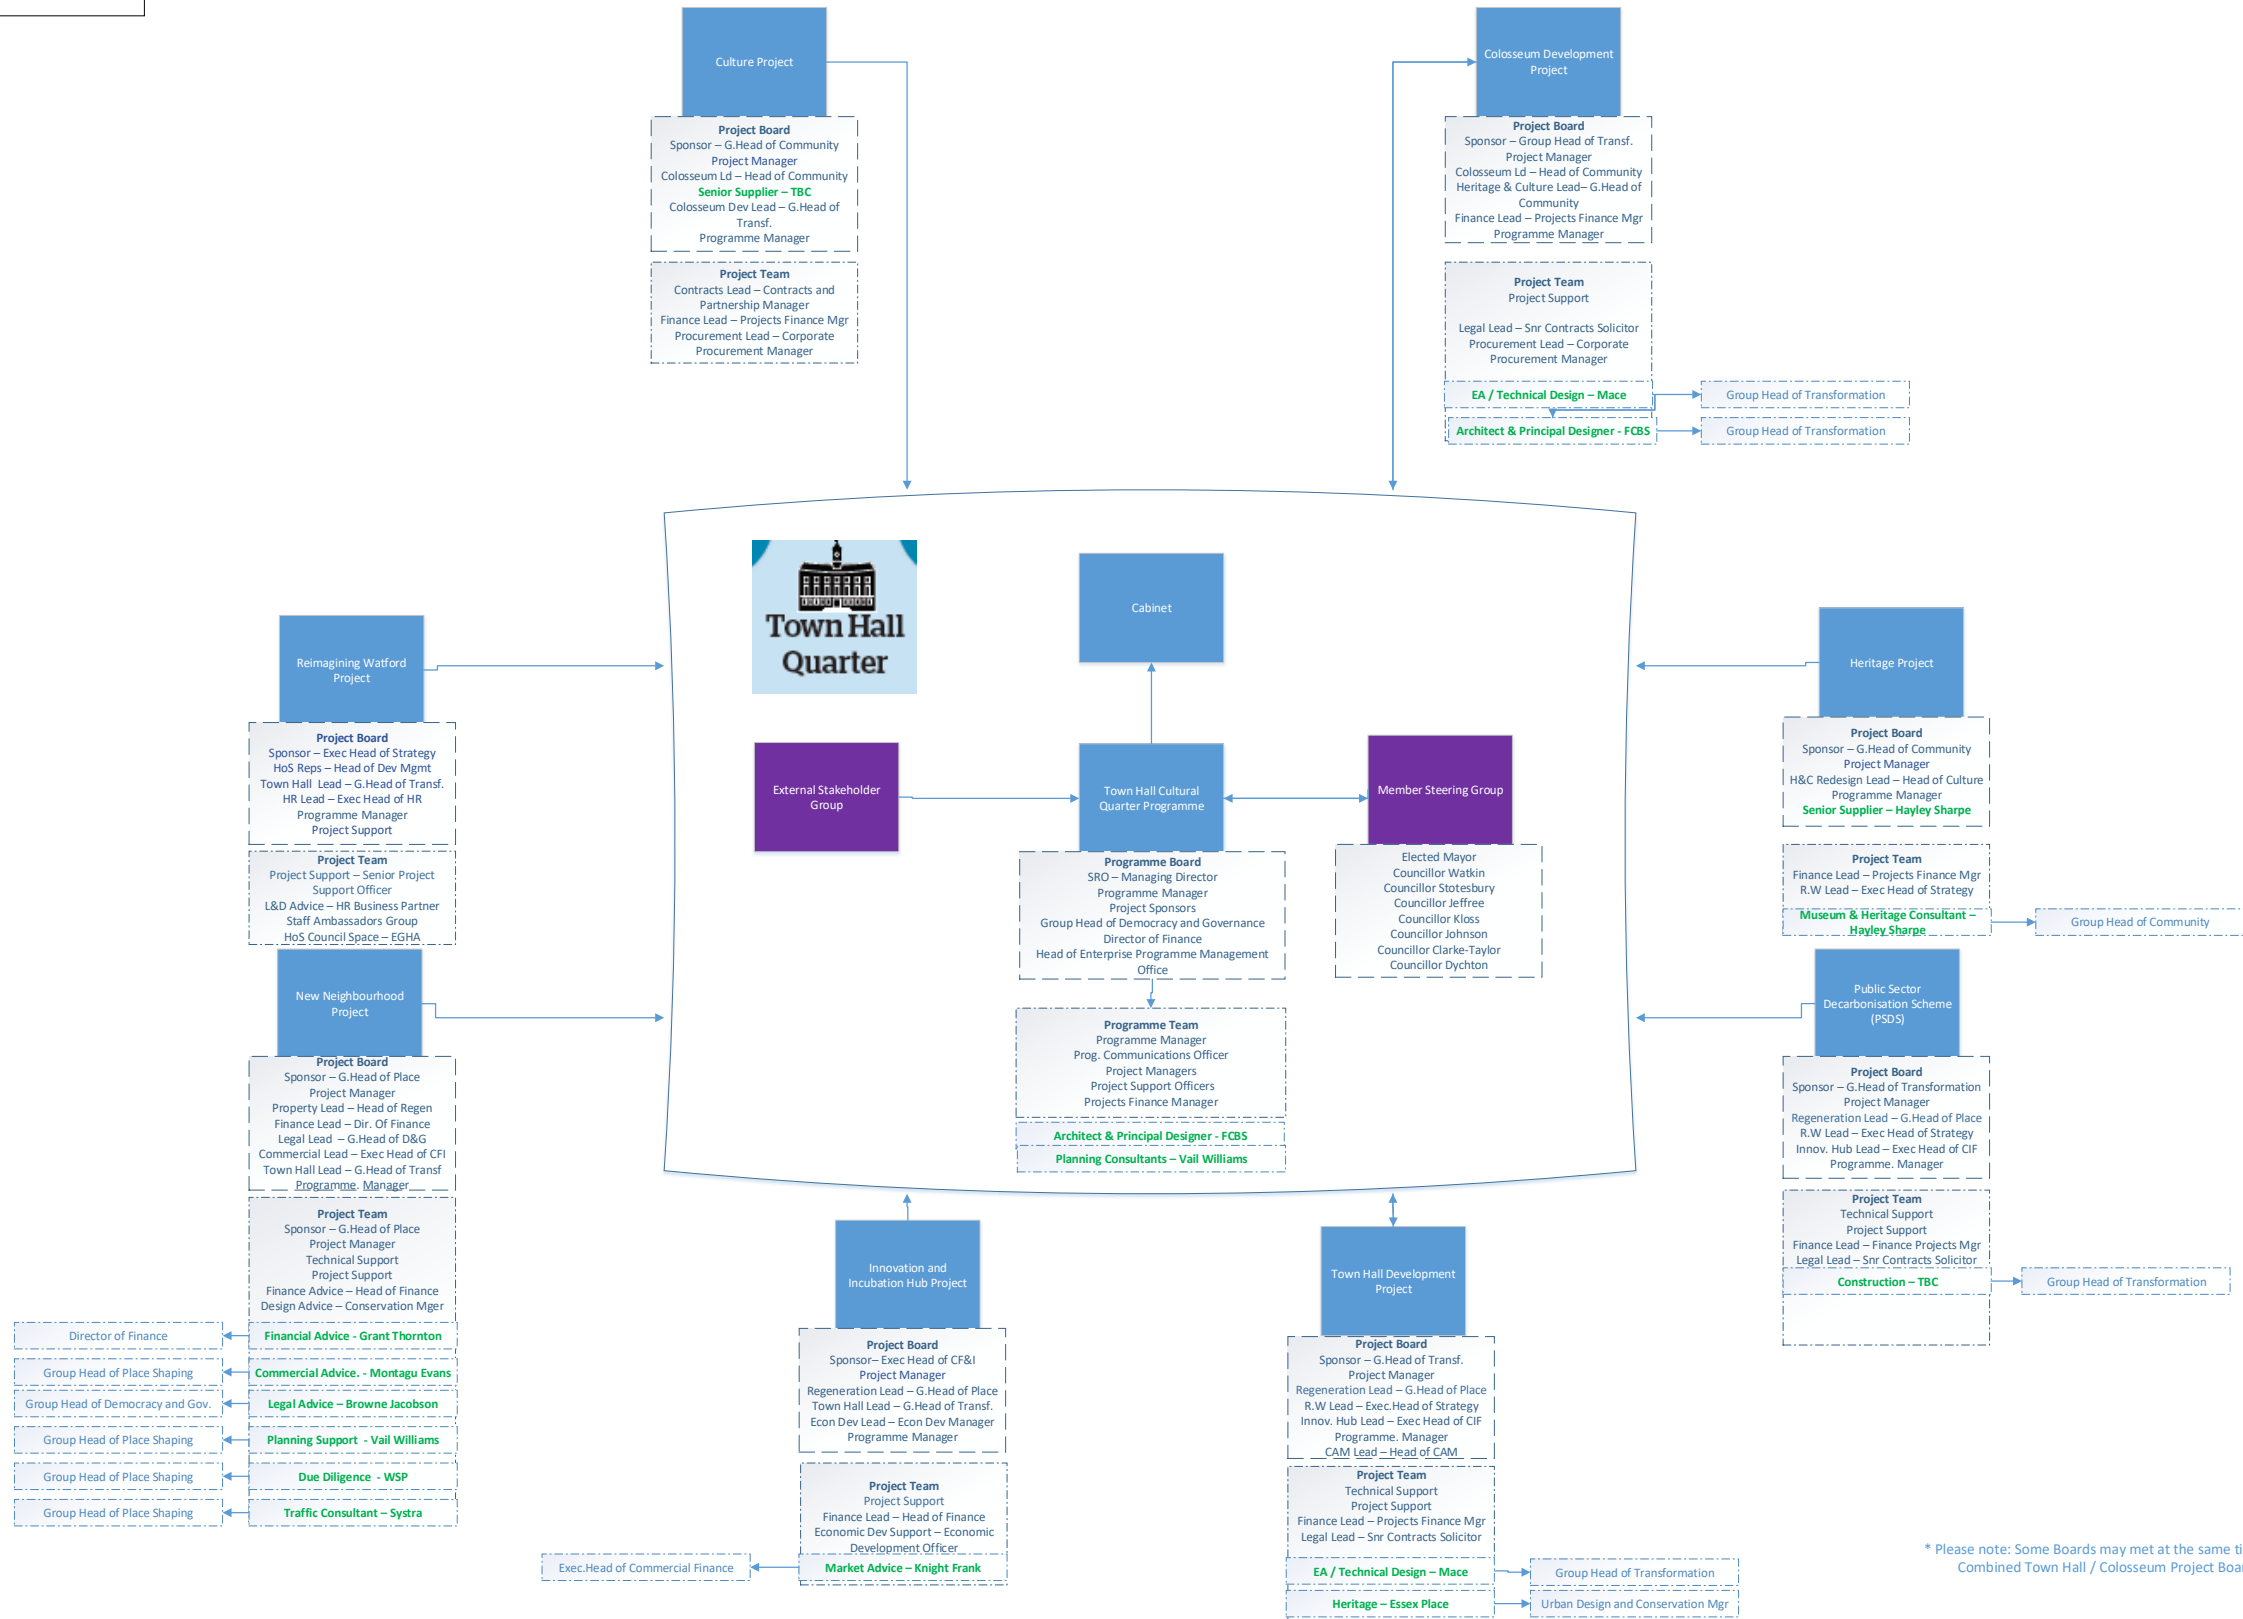 Culture Project
Project Board
Sponsor – G.Head of Community
Project Manager
Colosseum Ld – Head of Community
Senior Supplier – TBC
Colosseum Dev Lead – G.Head of
Transf.
Programme Manager
Project Team
Contracts Lead – Contracts and
Partnership Manager
Finance Lead – Projects Finance Mgr
Procurement Lead – Corporate
Procurement Manager
Colosseum Development
Project
Project Board
Sponsor – Group Head of Transf.
Project Manager
Colosseum Ld – Head of Community
Heritage & Culture Lead– G.Head of
Community
Finance Lead – Projects Finance Mgr
Programme Manager
Project Team
Project Support
Legal Lead – Snr Contracts Solicitor
Procurement Lead – Corporate
Procurement Manager
EA / Technical Design – Mace
Group Head of Transformation
Architect & Principal Designer - FCBS
Group Head of Transformation
Town Hall
Quarter
Cabinet
External Stakeholder
Group
Town Hall Cultural
Quarter Programme
Member Steering Group
Programme Board
SRO – Managing Director
Programme Manager
Project Sponsors
Group Head of Democracy and Governance
Director of Finance
Head of Enterprise Programme Management
Office
Elected Mayor
Councillor Watkin
Councillor Stotesbury
Councillor Jeffree
Councillor Kloss
Councillor Johnson
Councillor Clarke-Taylor
Councillor Dychton
Programme Team
Programme Manager
Prog. Communications Officer
Project Managers
Project Support Officers
Projects Finance Manager
Architect & Principal Designer - FCBS
Planning Consultants – Vail Williams
Reimagining Watford
Project
Project Board
Sponsor – Exec Head of Strategy
HoS Reps – Head of Dev Mgmt
Town Hall  Lead – G.Head of Transf.
HR Lead – Exec Head of HR
Programme Manager
Project Support
Project Team
Project Support – Senior Project
Support Officer
L&D Advice – HR Business Partner
Staff Ambassadors Group
HoS Council Space – EGHA
New Neighbourhood
Project
Project Board
Sponsor – G.Head of Place
Project Manager
Property Lead – Head of Regen
Finance Lead – Dir. Of Finance
Legal Lead  – G.Head of D&G
Commercial Lead – Exec Head of CFI
Town Hall Lead – G.Head of Transf
Programme. Manager
Project Team
Sponsor – G.Head of Place
Project Manager
Technical Support
Project Support
Finance Advice – Head of Finance
Design Advice – Conservation Mger
Director of Finance
Financial Advice - Grant Thornton
Group Head of Place Shaping
Commercial Advice. - Montagu Evans
Group Head of Democracy and Gov.
Legal Advice – Browne Jacobson
Group Head of Place Shaping
Planning Support  - Vail Williams
Group Head of Place Shaping
Due Diligence  - WSP
Group Head of Place Shaping
Traffic Consultant – Systra
Innovation and
Incubation Hub Project
Project Board
Sponsor– Exec Head of CF&I
Project Manager
Regeneration Lead – G.Head of Place
Town Hall Lead – G.Head of Transf.
Econ Dev Lead – Econ Dev Manager
Programme Manager
Project Team
Project Support
Finance Lead – Head of Finance
Economic Dev Support – Economic
Development Officer
Exec.Head of Commercial Finance
Market Advice – Knight Frank
Town Hall Development
Project
Project Board
Sponsor – G.Head of Transf.
Project Manager
Regeneration Lead – G.Head of Place
R.W Lead – Exec.Head of Strategy
Innov. Hub Lead – Exec Head of CIF
Programme. Manager
CAM Lead – Head of CAM
Project Team
Technical Support
Project Support
Finance Lead – Projects Finance Mgr
Legal Lead – Snr Contracts Solicitor
EA / Technical Design – Mace
Group Head of Transformation
Heritage – Essex Place
Urban Design and Conservation Mgr
Heritage Project
Project Board
Sponsor – G.Head of Community
Project Manager
H&C Redesign Lead – Head of Culture
Programme Manager
Senior Supplier – Hayley Sharpe
Project Team
Finance Lead – Projects Finance Mgr
R.W Lead – Exec Head of Strategy
Museum & Heritage Consultant –
Hayley Sharpe
Group Head of Community
Public Sector
Decarbonisation Scheme
(PSDS)
Project Board
Sponsor – G.Head of Transformation
Project Manager
Regeneration Lead – G.Head of Place
R.W Lead – Exec Head of Strategy
Innov. Hub Lead – Exec Head of CIF
Programme. Manager
Project Team
Technical Support
Project Support
Finance Lead – Finance Projects Mgr
Legal Lead – Snr Contracts Solicitor
Construction – TBC
Group Head of Transformation
* Please note: Some Boards may met at the same ti
Combined Town Hall / Colosseum Project Boa